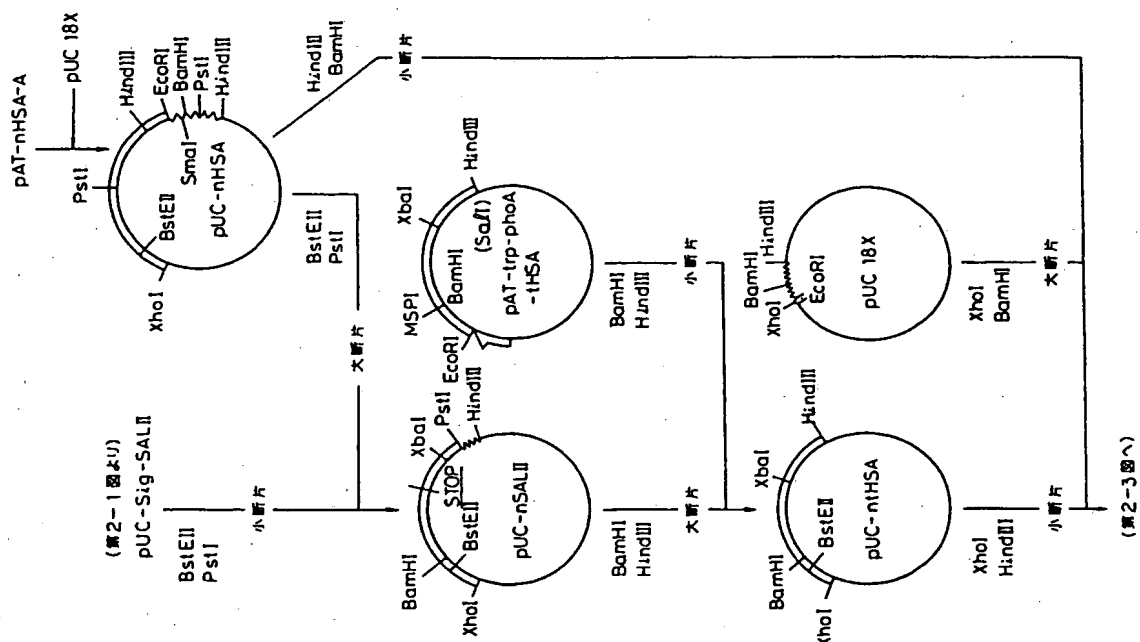 pAT-nHSA-A
pUC 18X
PstI
HindIII
EcoRI
BamHI
PstI
HindIII
SmaI
pUC-nHSA
BstEII
XhoI
BstEII
PstI
大断片
HindIII
BamHI
小断片
(第2-1図より)
pUC-Sig-SALII
BstEII
PstI
小断片
MSPI
XbaI
(SalI)
HindIII
BamHI
EcoRI
pAT-trp-phoA
-tHSA
BamHI
HindIII
小断片
XbaI
PstI
HindIII
STOP
BamHI
BstEII
XhoI
pUC-nSALII
BamHI
HindIII
大断片
BamHI
HindIII
XhoI
EcoRI
pUC 18X
XhoI
BamHI
大断片
XbaI
HindIII
BstEII
XhoI
pUC-ntHSA
XhoI
HindIII
小断片
(第2-3図へ)